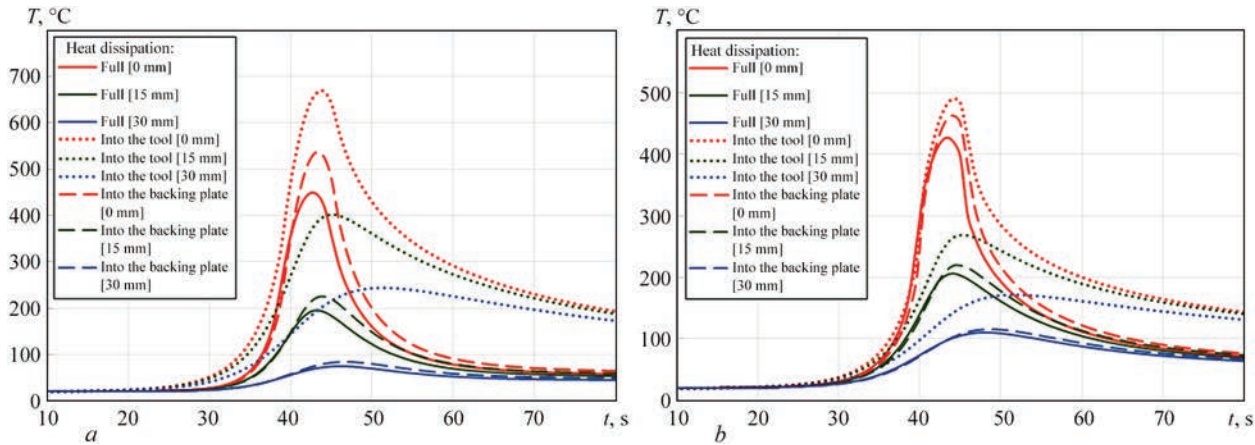 T, °C
Heat dissipation:
Full [0 mm]
Full [15 mm]
Full [30 mm]
Into the tool [0 mm]
Into the tool [15 mm]
Into the tool [30 mm]
Into the backing plate
[0 mm]
Into the backing plate
[15 mm]
Into the backing plate
[30 mm]
700
600
500
400
300
200
100
0
10
20
30
40
50
60
70
t, s
a
T, °C
Heat dissipation:
Full [0 mm]
Full [15 mm]
Full [30 mm]
Into the tool [0 mm]
Into the tool [15 mm]
Into the tool [30 mm]
Into the backing plate
[0 mm]
Into the backing plate
[15 mm]
Into the backing plate
[30 mm]
500
400
300
200
100
0
10
20
30
40
50
60
70
t, s
b